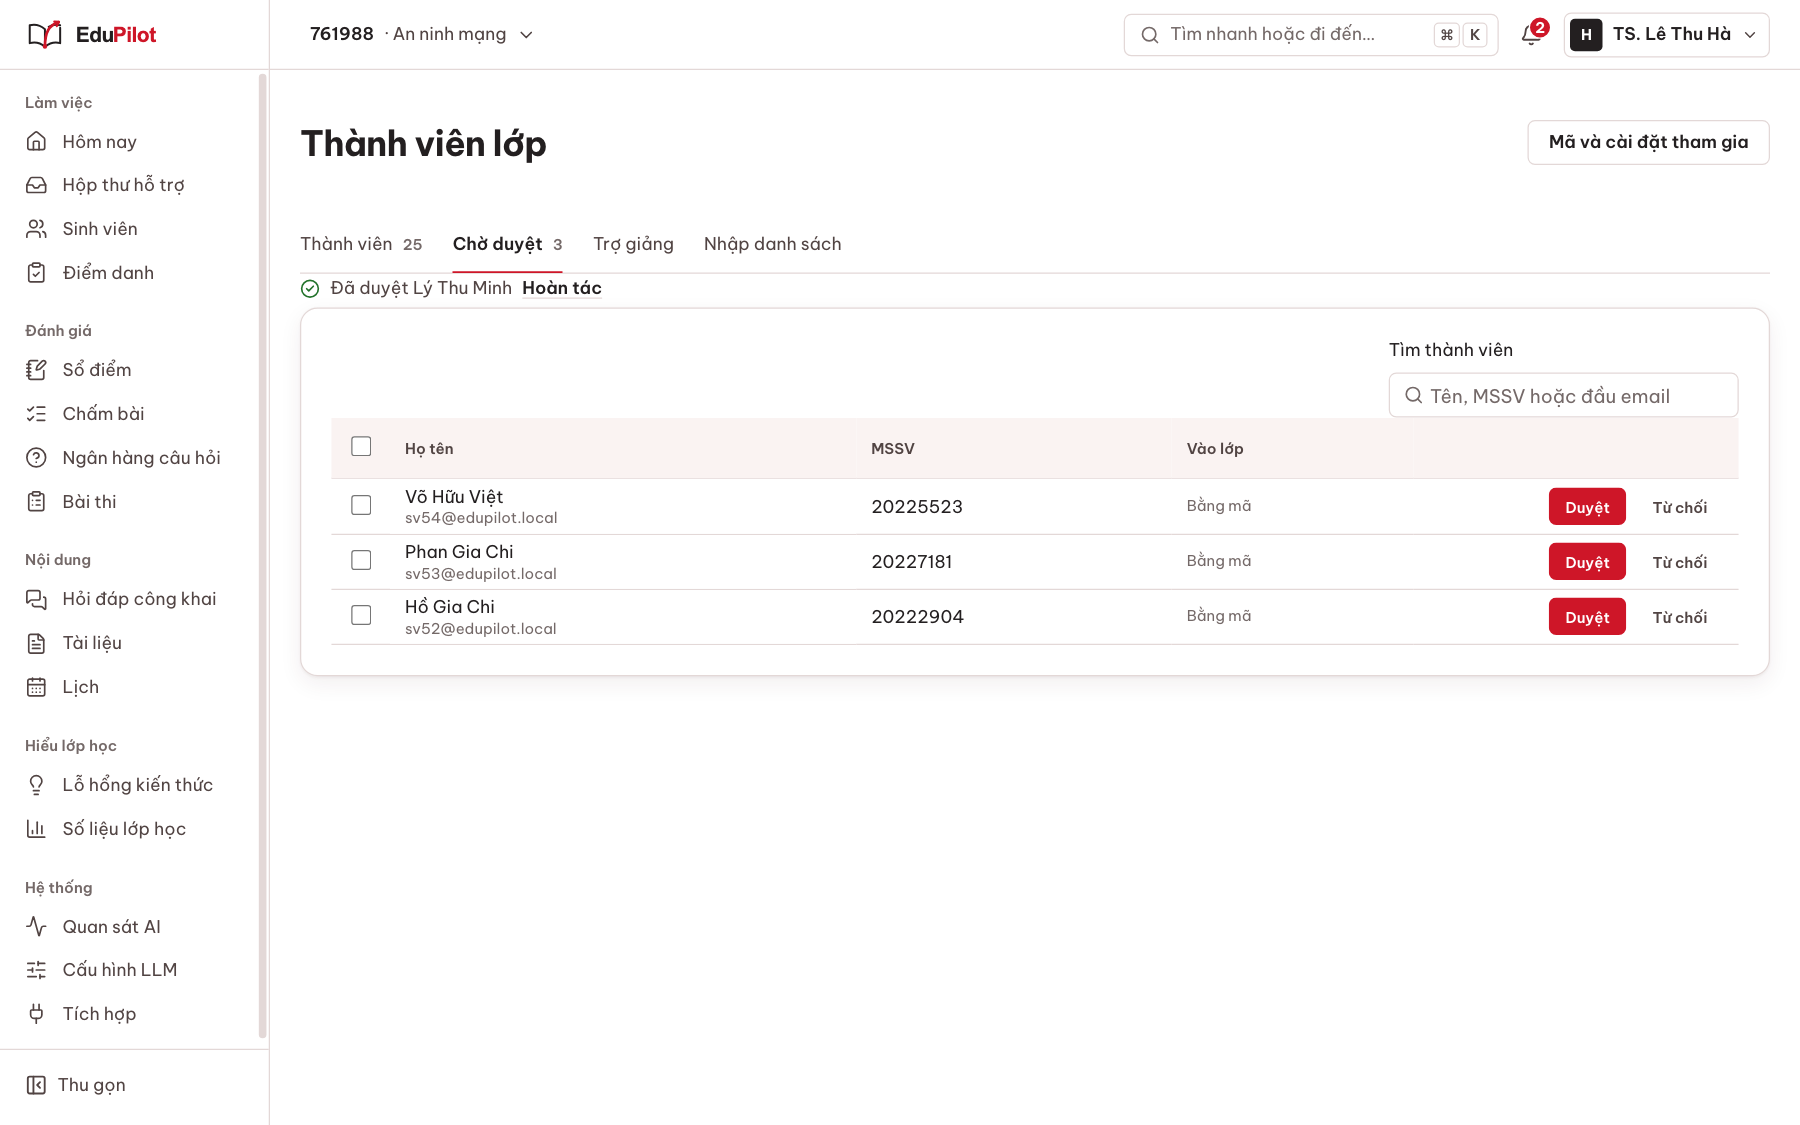 EduPilot
761988 · An ninh mạng
Tìm nhanh hoặc đi đến...
⌘ K
2
H
TS. Lê Thu Hà
Làm việc
Hôm nay
Hộp thư hỗ trợ
Sinh viên
Điểm danh
Đánh giá
Sổ điểm
Chấm bài
Ngân hàng câu hỏi
Bài thi
Nội dung
Hỏi đáp công khai
Tài liệu
Lịch
Hiểu lớp học
Lỗ hổng kiến thức
Số liệu lớp học
Hệ thống
Quan sát AI
Cấu hình LLM
Tích hợp
Thu gọn
Thành viên lớp
Mã và cài đặt tham gia
Thành viên 25
Chờ duyệt 3
Trợ giảng
Nhập danh sách
Đã duyệt Lý Thu Minh Hoàn tác
Tìm thành viên
Tên, MSSV hoặc đầu email
Họ tên MSSV Vào lớp
Võ Hữu Việt
sv54@edupilot.local
20225523 Bằng mã Duyệt Từ chối
Phan Gia Chi
sv53@edupilot.local
20227181 Bằng mã Duyệt Từ chối
Hồ Gia Chi
sv52@edupilot.local
20222904 Bằng mã Duyệt Từ chối